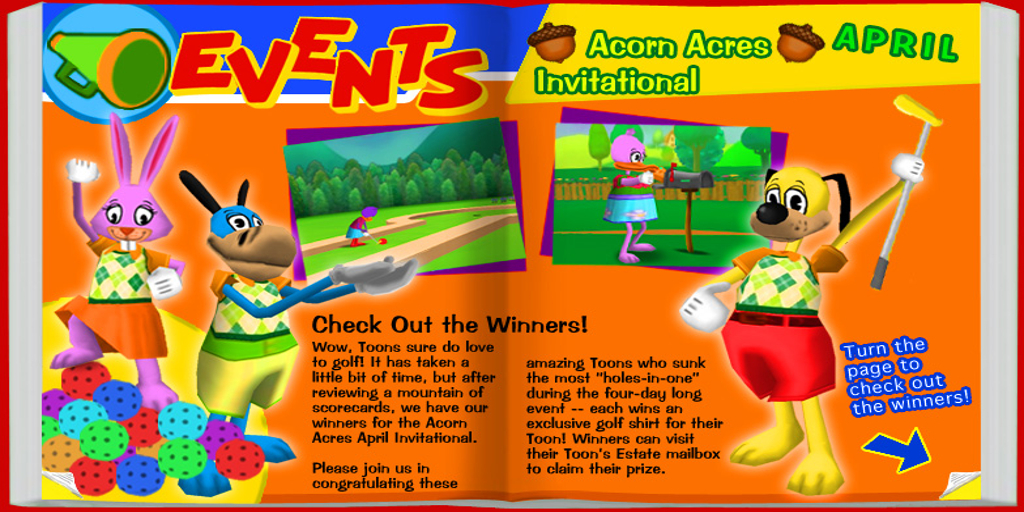 EVENTS
Acorn Acres
Invitational
APRIL
Check Out the Winners!
Wow, Toons sure do love
to golf! It has taken a
little bit of time, but after
reviewing a mountain of
scorecards, we have our
winners for the Acorn
Acres April Invitational.
Please join us in
congratulating these
amazing Toons who sunk
the most "holes-in-one"
during the four-day long
event -- each wins an
exclusive golf shirt for their
Toon! Winners can visit
their Toon's Estate mailbox
to claim their prize.
Turn the
page to
check out
the winners!